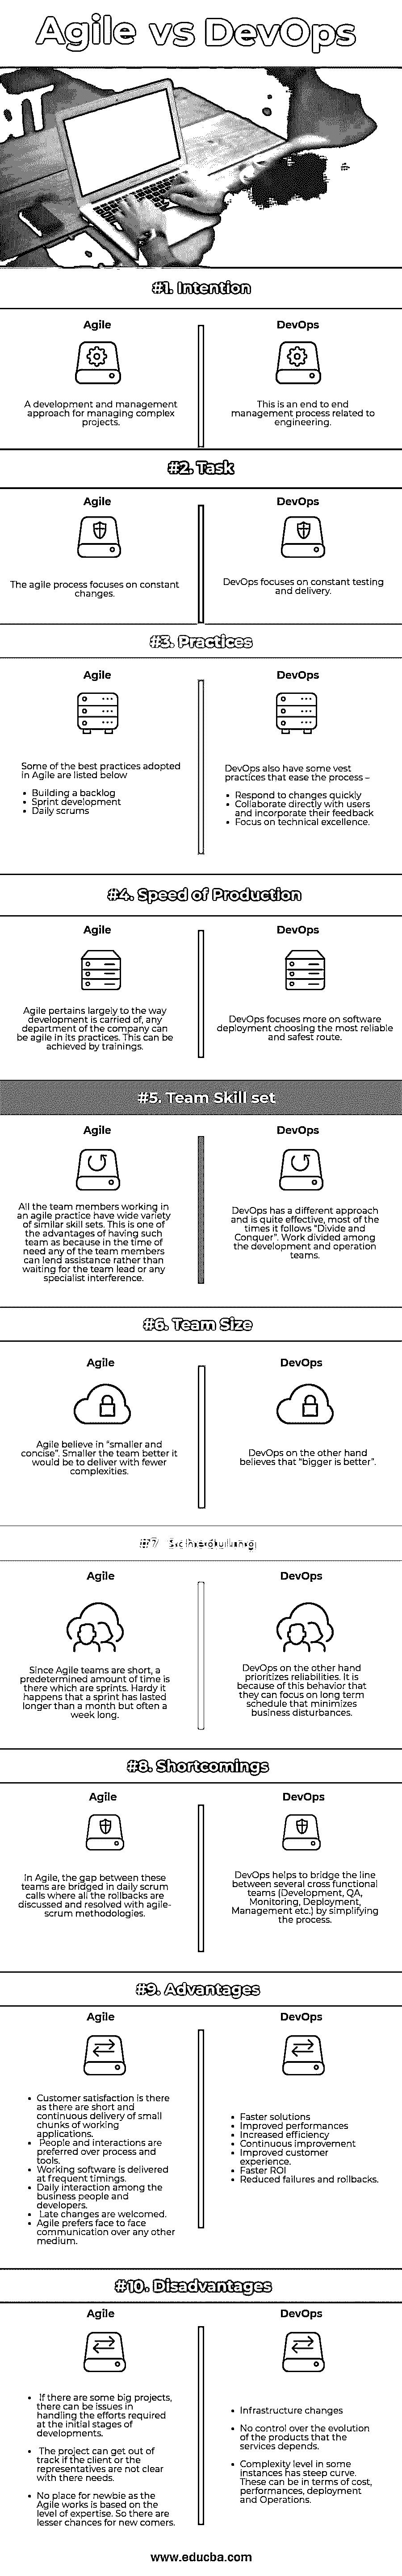 Agile vs DevOps
#1. Intention
Agile
A development and management
approach for managing complex
projects.
DevOps
This is an end to end
management process related to
engineering.
#2. Task
Agile
The agile process focuses on constant
changes.
DevOps
DevOps focuses on constant testing
and delivery.
#3. Practices
Agile
Some of the best practices adopted
in Agile are listed below
• Building a backlog
• Sprint development
• Daily scrums
DevOps
DevOps also have some vest
practices that ease the process –
• Respond to changes quickly
• Collaborate directly with users
and incorporate their feedback
• Focus on technical excellence.
#4. Speed of Production
Agile
Agile pertains largely to the way
development is carried of, any
department of the company can
be agile in its practices. This can be
achieved by trainings.
DevOps
DevOps focuses more on software
deployment choosing the most reliable
and safest route.
#5. Team Skill set
Agile
All the team members working in
an agile practice have wide variety
of similar skill sets. This is one of
the advantages of having such
team as because in the time of
need any of the team members
can lend assistance rather than
waiting for the team lead or any
specialist interference.
DevOps
DevOps has a different approach
and is quite effective, most of the
times it follows "Divide and
Conquer". Work divided among
the development and operation
teams.
#6. Team Size
Agile
Agile believe in "smaller and
concise". Smaller the team better it
would be to deliver with fewer
complexities.
DevOps
DevOps on the other hand
believes that "bigger is better".
#7 Scheduling
Agile
Since Agile teams are short, a
predetermined amount of time is
there which are sprints. Hardly it
happens that a sprint has lasted
longer than a month but often a
week long.
DevOps
DevOps on the other hand
prioritizes reliabilities. It is
because of this behavior that
they can focus on long term
schedule that minimizes
business disturbances.
#8. Shortcomings
Agile
In Agile, the gap between these
teams are bridged in daily scrum
calls where all the rollbacks are
discussed and resolved with agile-
scrum methodologies.
DevOps
DevOps helps to bridge the line
between several cross functional
teams (Development, QA,
Monitoring, Deployment,
Management etc.) by simplifying
the process.
#9. Advantages
Agile
• Customer satisfaction is there
as there are short and
continuous delivery of small
chunks of working
applications.
• People and interactions are
preferred over process and
tools.
• Working software is delivered
at frequent timings.
• Daily interaction among the
business people and
developers.
• Late changes are welcomed.
• Agile prefers face to face
communication over any other
medium.
DevOps
• Faster solutions
• Improved performances
• Increased efficiency
• Continuous improvement
• Improved customer
experience.
• Faster ROI
• Reduced failures and rollbacks.
#10. Disadvantages
Agile
• If there are some big projects,
there can be issues in
handling the efforts required
at the initial stages of
developments.
• The project can get out of
track if the client or the
representatives are not clear
with there needs.
• No place for newbie as the
Agile works is based on the
level of expertise. So there are
lesser chances for new comers.
DevOps
• Infrastructure changes
• No control over the evolution
of the products that the
services depends.
• Complexity level in some
instances has steep curve.
These can be in terms of cost,
performances, deployment
and Operations.
www.educba.com